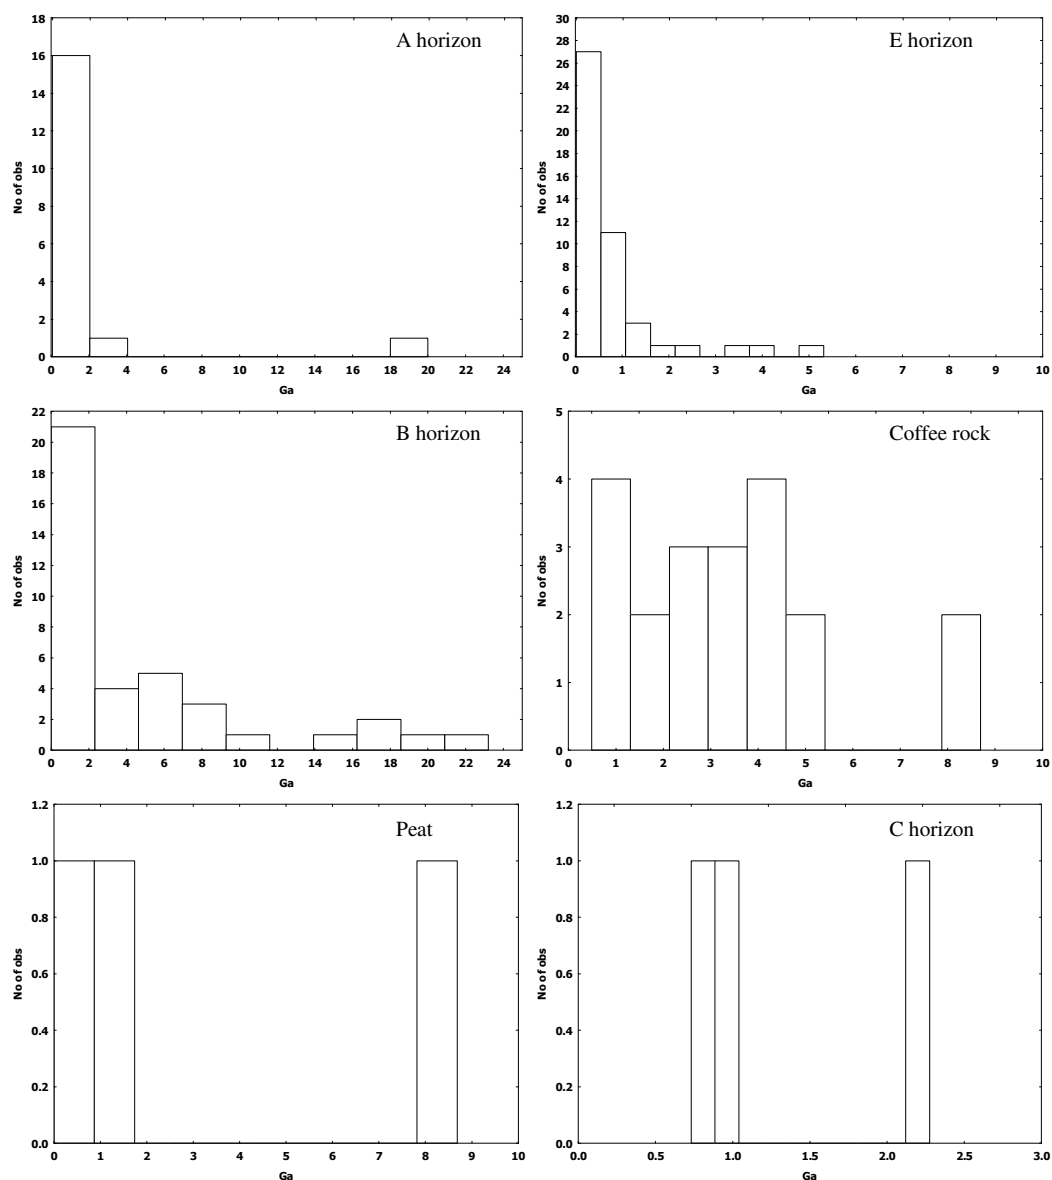 A horizon
18
16
14
12
10
8
6
4
2
0
No of obs
0 2 4 6 8 10 12 14 16 18 20 22 24
Ga
E horizon
30
28
26
24
22
20
18
16
14
12
10
8
6
4
2
0
No of obs
0 1 2 3 4 5 6 7 8 9 10
Ga
B horizon
22
20
18
16
14
12
10
8
6
4
2
0
No of obs
0 2 4 6 8 10 12 14 16 18 20 22 24
Ga
Coffee rock
5
4
3
2
1
0
No of obs
0 1 2 3 4 5 6 7 8 9 10
Ga
Peat
1.2
1.0
0.8
0.6
0.4
0.2
0.0
No of obs
0 1 2 3 4 5 6 7 8 9 10
Ga
C horizon
1.2
1.0
0.8
0.6
0.4
0.2
0.0
No of obs
0.0 0.5 1.0 1.5 2.0 2.5 3.0
Ga